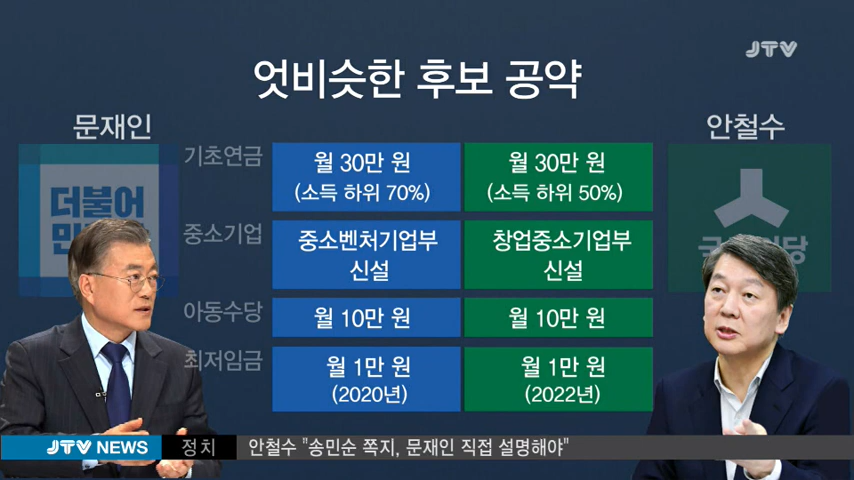 JTV
엇비슷한 후보 공약
문재인
안철수
기초연금
월 30만 원
(소득 하위 70%)
월 30만 원
(소득 하위 50%)
더불어
중소기업
중소벤처기업부
신설
창업중소기업부
신설
아동수당
월 10만 원
월 10만 원
최저임금
월 1만 원
(2020년)
월 1만 원
(2022년)
JTV NEWS
정치
안철수 "송민순 쪽지, 문재인 직접 설명해야"